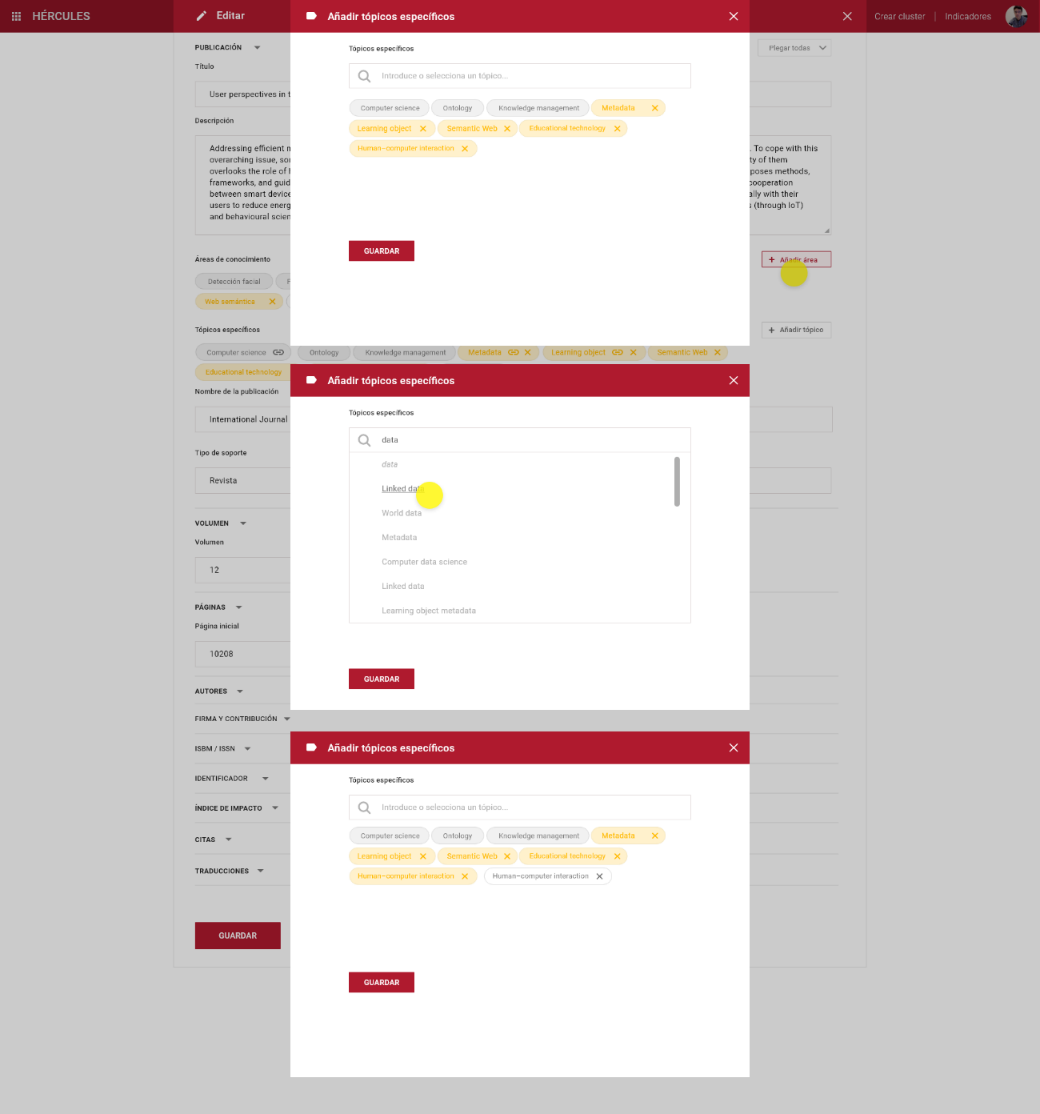 HÉRCULES
Editar
Crear cluster | Indicadores
PUBLICACIÓN
Plegar todas
Título
User perspectives in t
Descripción
Addressing efficient n
. To cope with this
overarching issue, so
ty of them
overlooks the role of
poses methods,
frameworks, and guid
cooperation
between smart device
ally with their
users to reduce energ
(through IoT)
and behavioural scien
Áreas de conocimiento
+ Añadir área
Detección facial
Web semántica
Tópicos específicos
+ Añadir tópico
Computer science
Ontology
Knowledge management
Metadata
Learning object
Semantic Web
Educational technology
Nombre de la publicación
International Journal
Tipo de soporte
Revista
VOLUMEN
Volumen
12
PÁGINAS
Página inicial
10208
AUTORES
FIRMA Y CONTRIBUCIÓN
ISBM / ISSN
IDENTIFICADOR
ÍNDICE DE IMPACTO
CITAS
TRADUCCIONES
GUARDAR
Añadir tópicos específicos
Tópicos específicos
Introduce o selecciona un tópico...
Computer science Ontology Knowledge management Metadata
Learning object Semantic Web Educational technology
Human–computer interaction
GUARDAR
Añadir tópicos específicos
Tópicos específicos
data
data
Linked data
World data
Metadata
Computer data science
Linked data
Learning object metadata
GUARDAR
Añadir tópicos específicos
Tópicos específicos
Introduce o selecciona un tópico...
Computer science Ontology Knowledge management Metadata
Learning object Semantic Web Educational technology
Human–computer interaction Human–computer interaction
GUARDAR